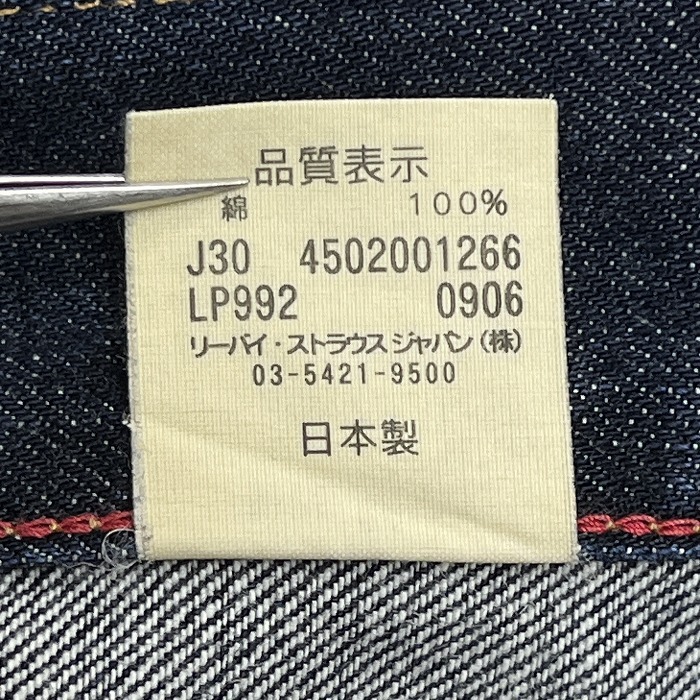 品質表示
綿 100%
J30 4502001266
LP992 0906
リーバイ・ストラウスジャパン(株)
03-5421-9500
日本製